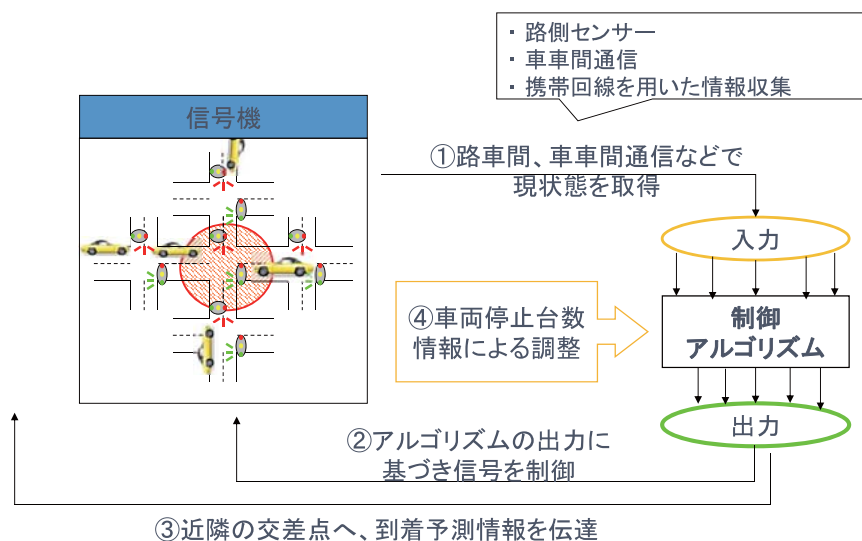 ・路側センサー
・車車間通信
・携帯回線を用いた情報収集
信号機
①路車間、車車間通信などで
現状態を取得
入力
④車両停止台数
情報による調整
制御
アルゴリズム
出力
②アルゴリズムの出力に
基づき信号を制御
③近隣の交差点へ、到着予測情報を伝達